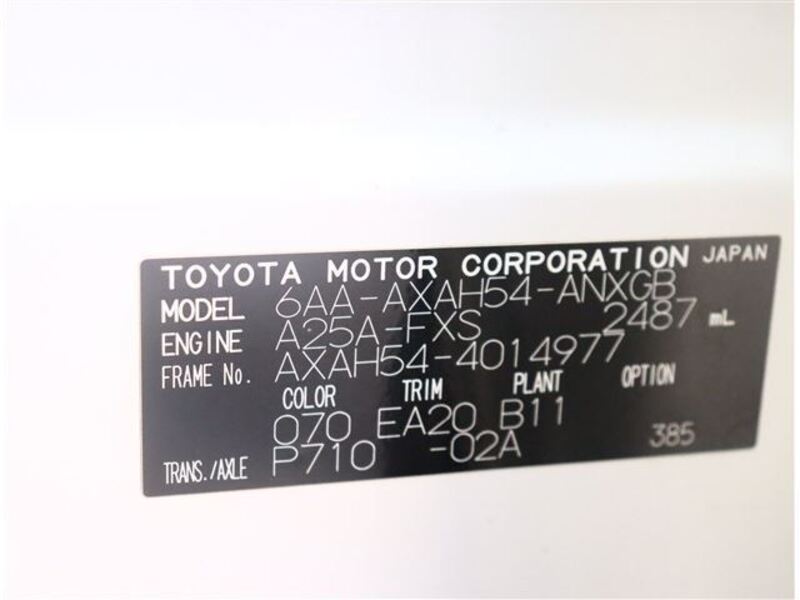 TOYOTA MOTOR CORPORATION JAPAN
MODEL 6AA-AXAH54-ANXGB
ENGINE A25A-FXS 2487 mL
FRAME No. AXAH54-4014977
COLOR TRIM PLANT OPTION
070 EA20 B11
TRANS./AXLE P710 -02A 385